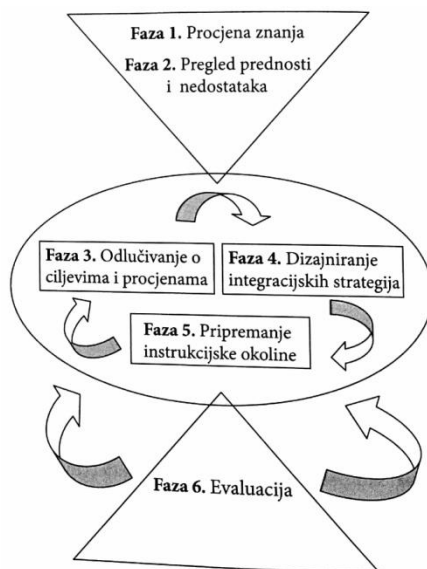 Faza 1. Procjena znanja
Faza 2. Pregled prednosti
i nedostataka
Faza 3. Odlučivanje o
ciljevima i procjenama
Faza 4. Dizajniranje
integracijskih strategija
Faza 5. Pripremanje
instrukcijske okoline
Faza 6. Evaluacija